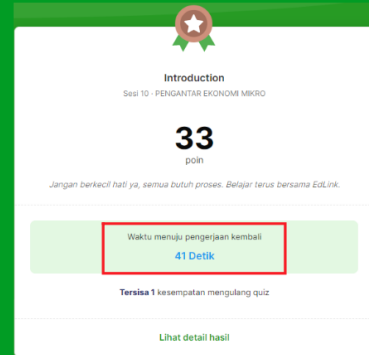 Introduction
Sesi 10 - PENGANTAR EKONOMI MIKRO
33
poin
Jangan berkecil hati ya, semua butuh proses. Belajar terus bersama EdLink.
Waktu menuju pengerjaan kembali
41 Detik
Tersisa 1 kesempatan mengulang quiz
Lihat detail hasil